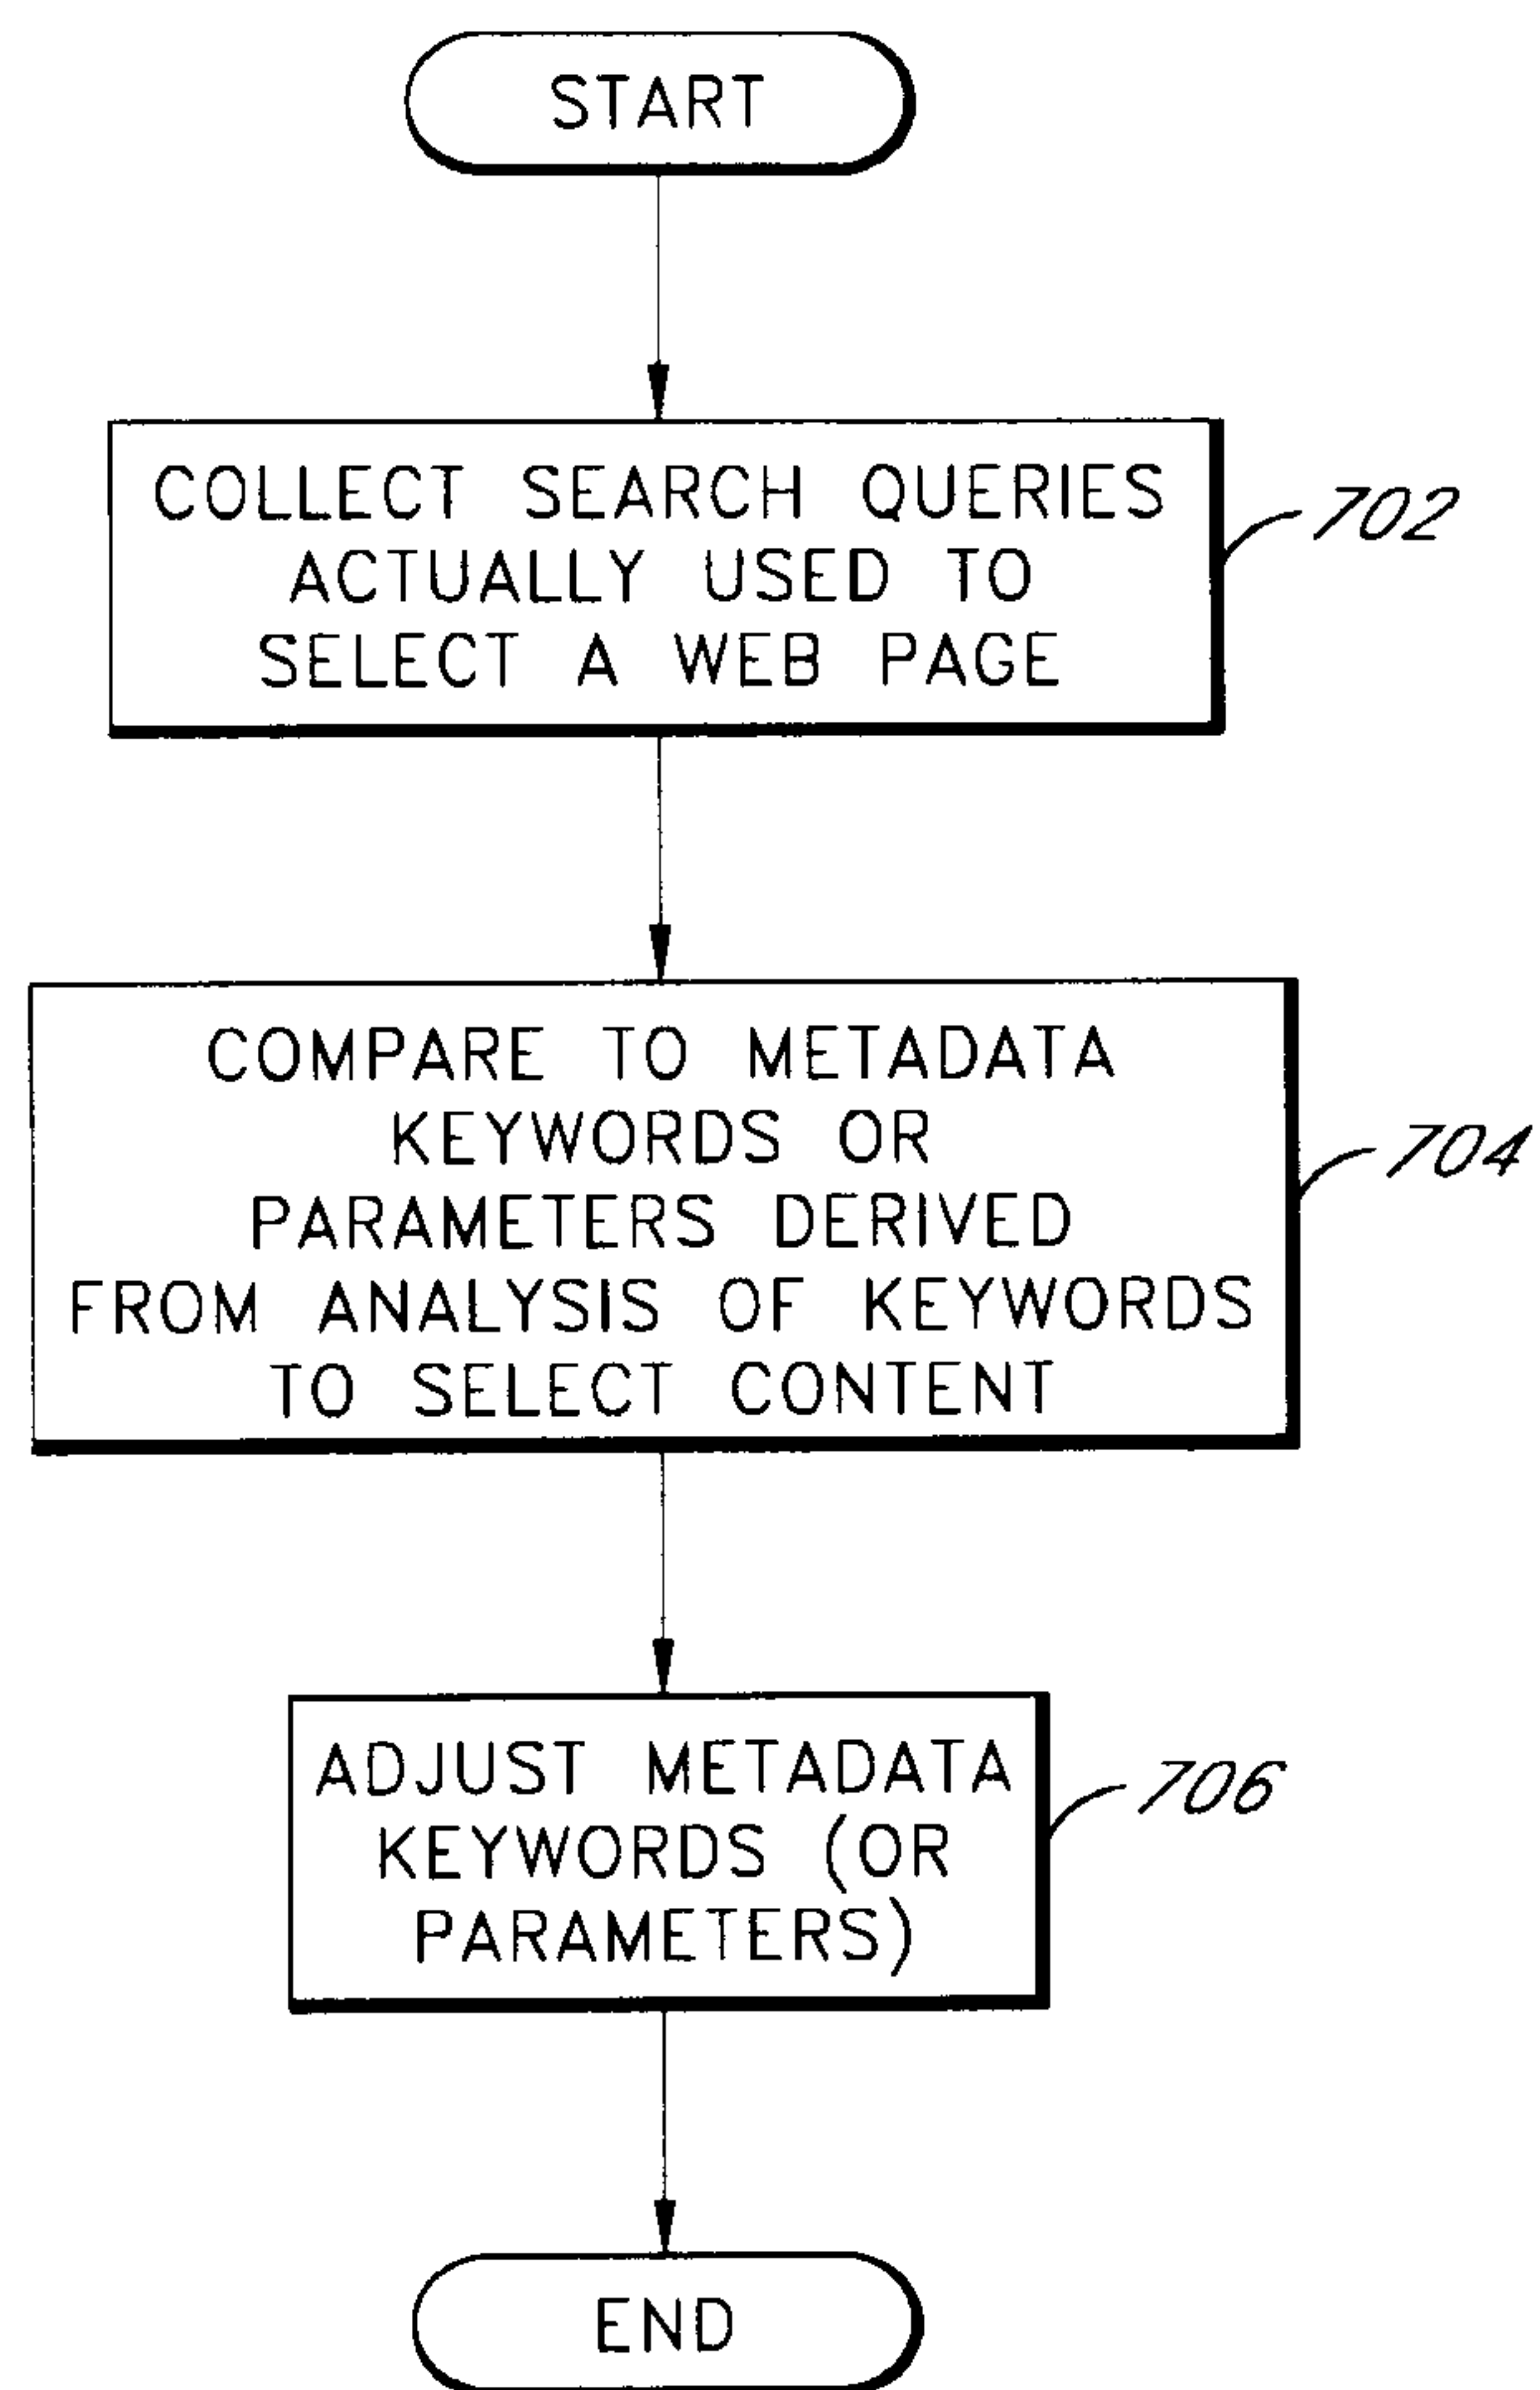 START
COLLECT SEARCH QUERIES
ACTUALLY USED TO
SELECT A WEB PAGE
702
COMPARE TO METADATA
KEYWORDS OR
PARAMETERS DERIVED
FROM ANALYSIS OF KEYWORDS
TO SELECT CONTENT
704
ADJUST METADATA
KEYWORDS (OR
PARAMETERS)
706
END